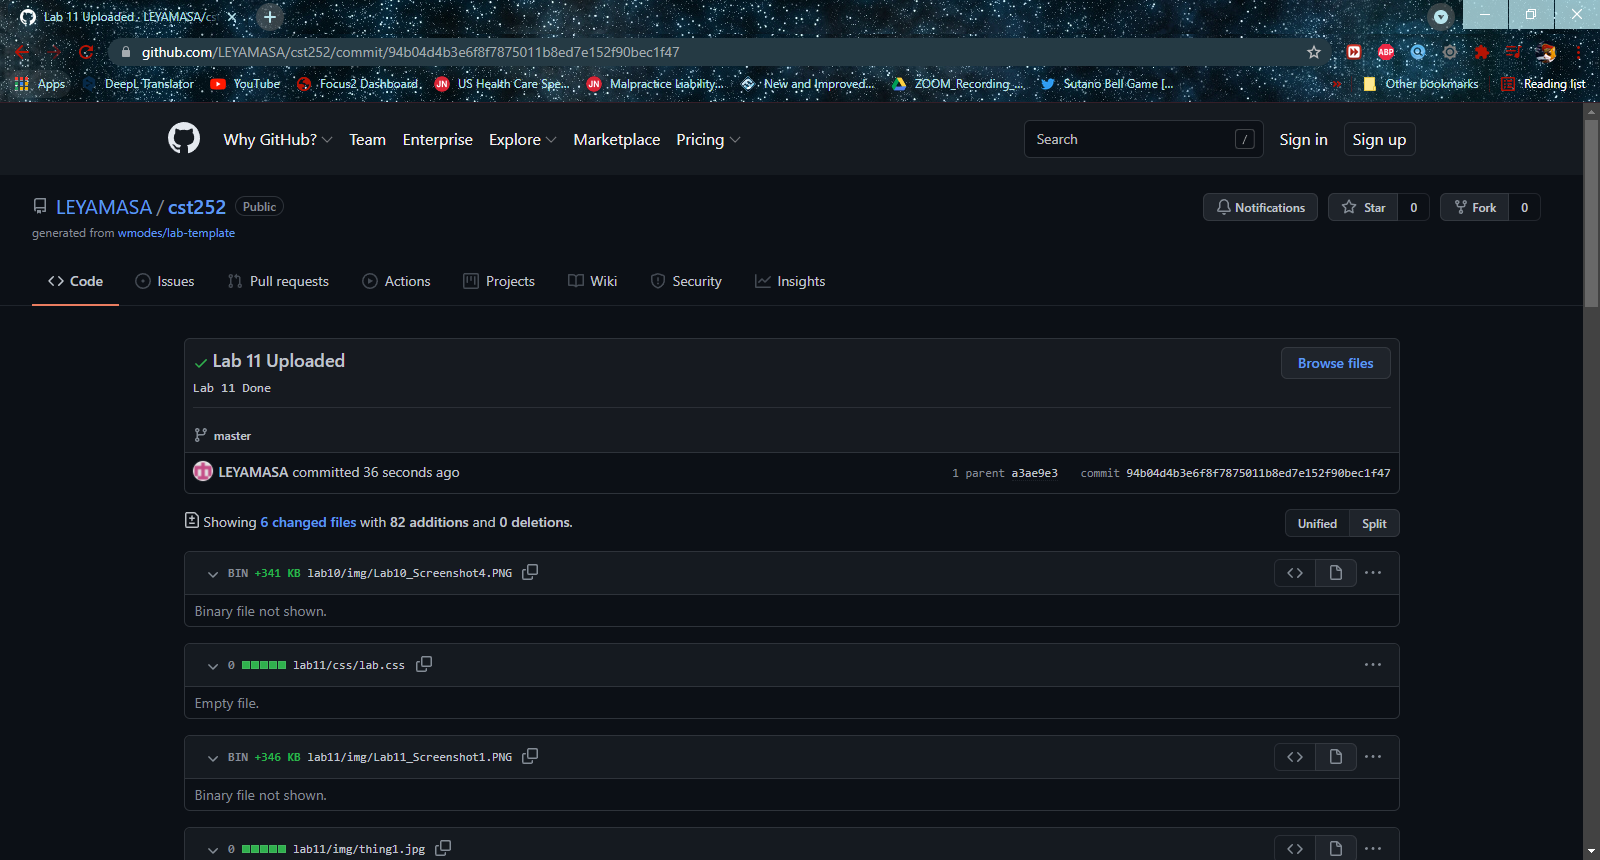 Lab 11 Uploaded · LEYAMASA/cs
github.com/LEYAMASA/cst252/commit/94b04d4b3e6f8f7875011b8ed7e152f90bec1f47
ABP
Apps DeepL Translator YouTube Focus2 Dashboard JN US Health Care Spe... JN Malpractice Liability... New and Improved... ZOOM_Recording_... Sutano Bell Game [... » Other bookmarks Reading list
Why GitHub? Team Enterprise Explore Marketplace Pricing Search / Sign in Sign up
LEYAMASA / cst252 Public Notifications Star 0 Fork 0
generated from wmodes/lab-template
Code Issues Pull requests Actions Projects Wiki Security Insights
Lab 11 Uploaded Browse files
Lab 11 Done
master
LEYAMASA committed 36 seconds ago 1 parent a3ae9e3 commit 94b04d4b3e6f8f7875011b8ed7e152f90bec1f47
Showing 6 changed files with 82 additions and 0 deletions. Unified Split
BIN +341 KB lab10/img/Lab10_Screenshot4.PNG
Binary file not shown.
0 lab11/css/lab.css
Empty file.
BIN +346 KB lab11/img/Lab11_Screenshot1.PNG
Binary file not shown.
0 lab11/img/thing1.jpg